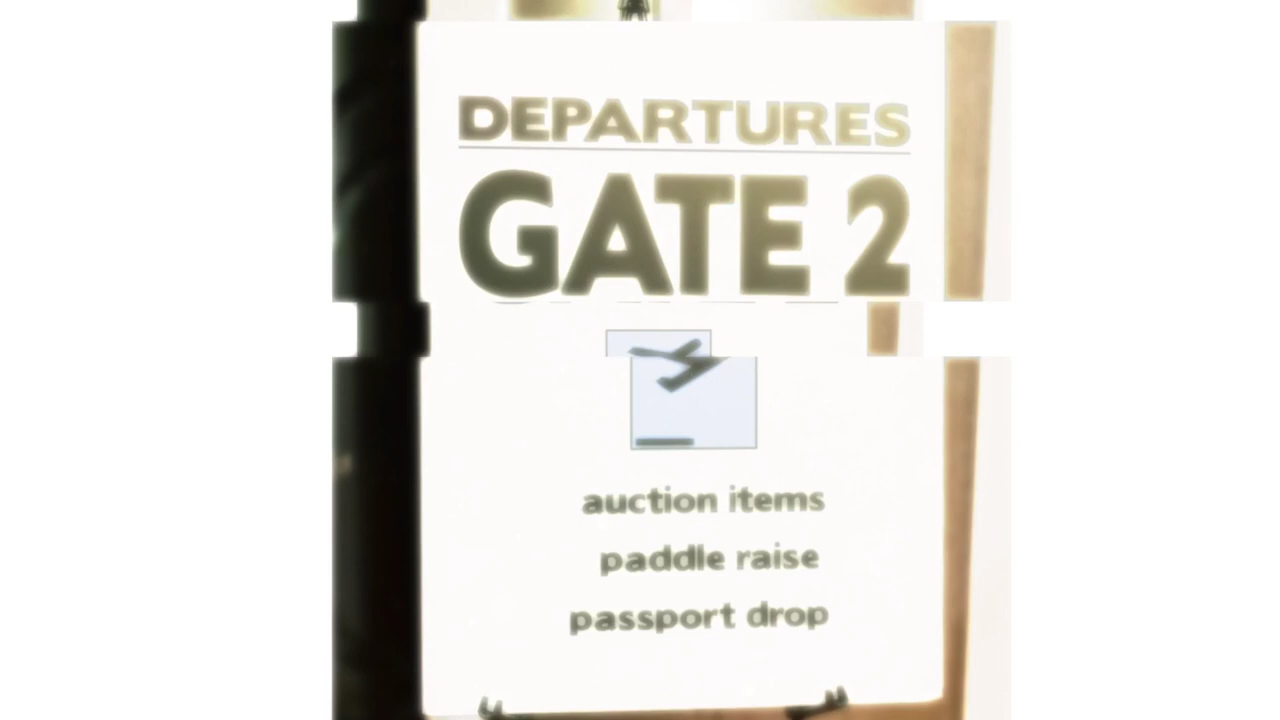 DEPARTURES
GATE 2
auction items
paddle raise
passport drop